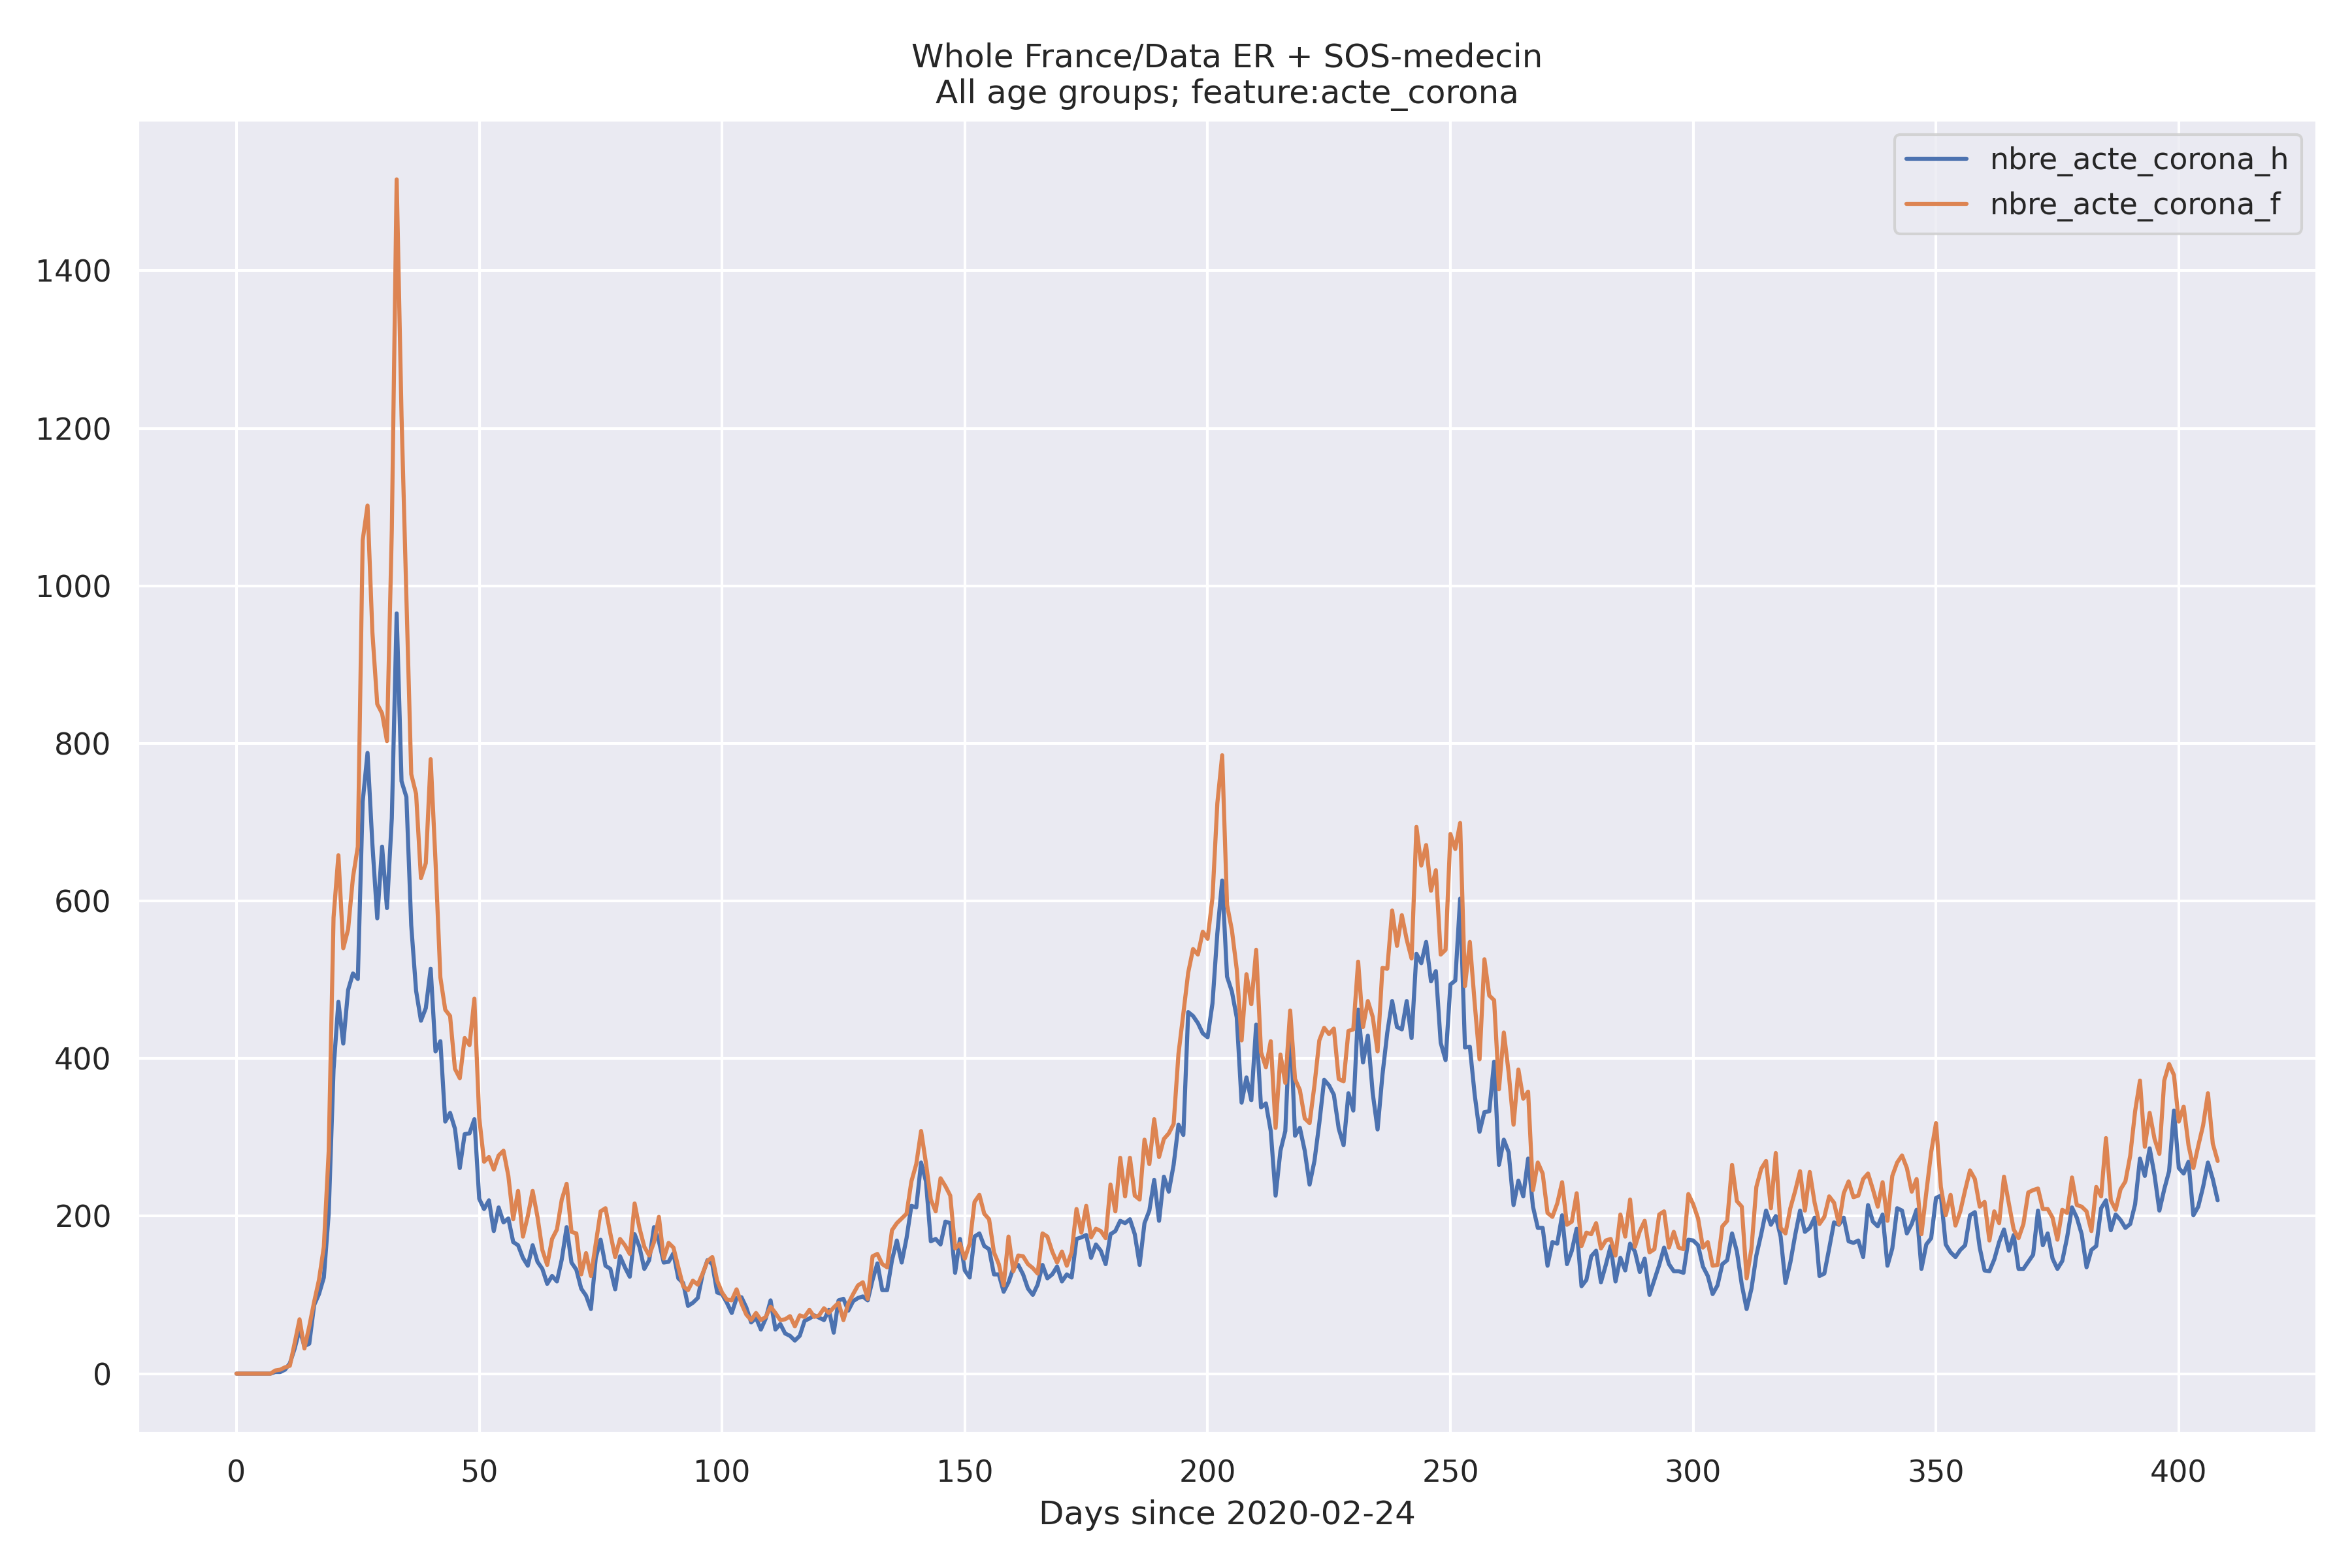 Whole France/Data ER + SOS-medecin
All age groups; feature:acte_corona
nbre_acte_corona_h
nbre_acte_corona_f
1400
1200
1000
800
600
400
200
0
0 50 100 150 200 250 300 350 400
Days since 2020-02-24